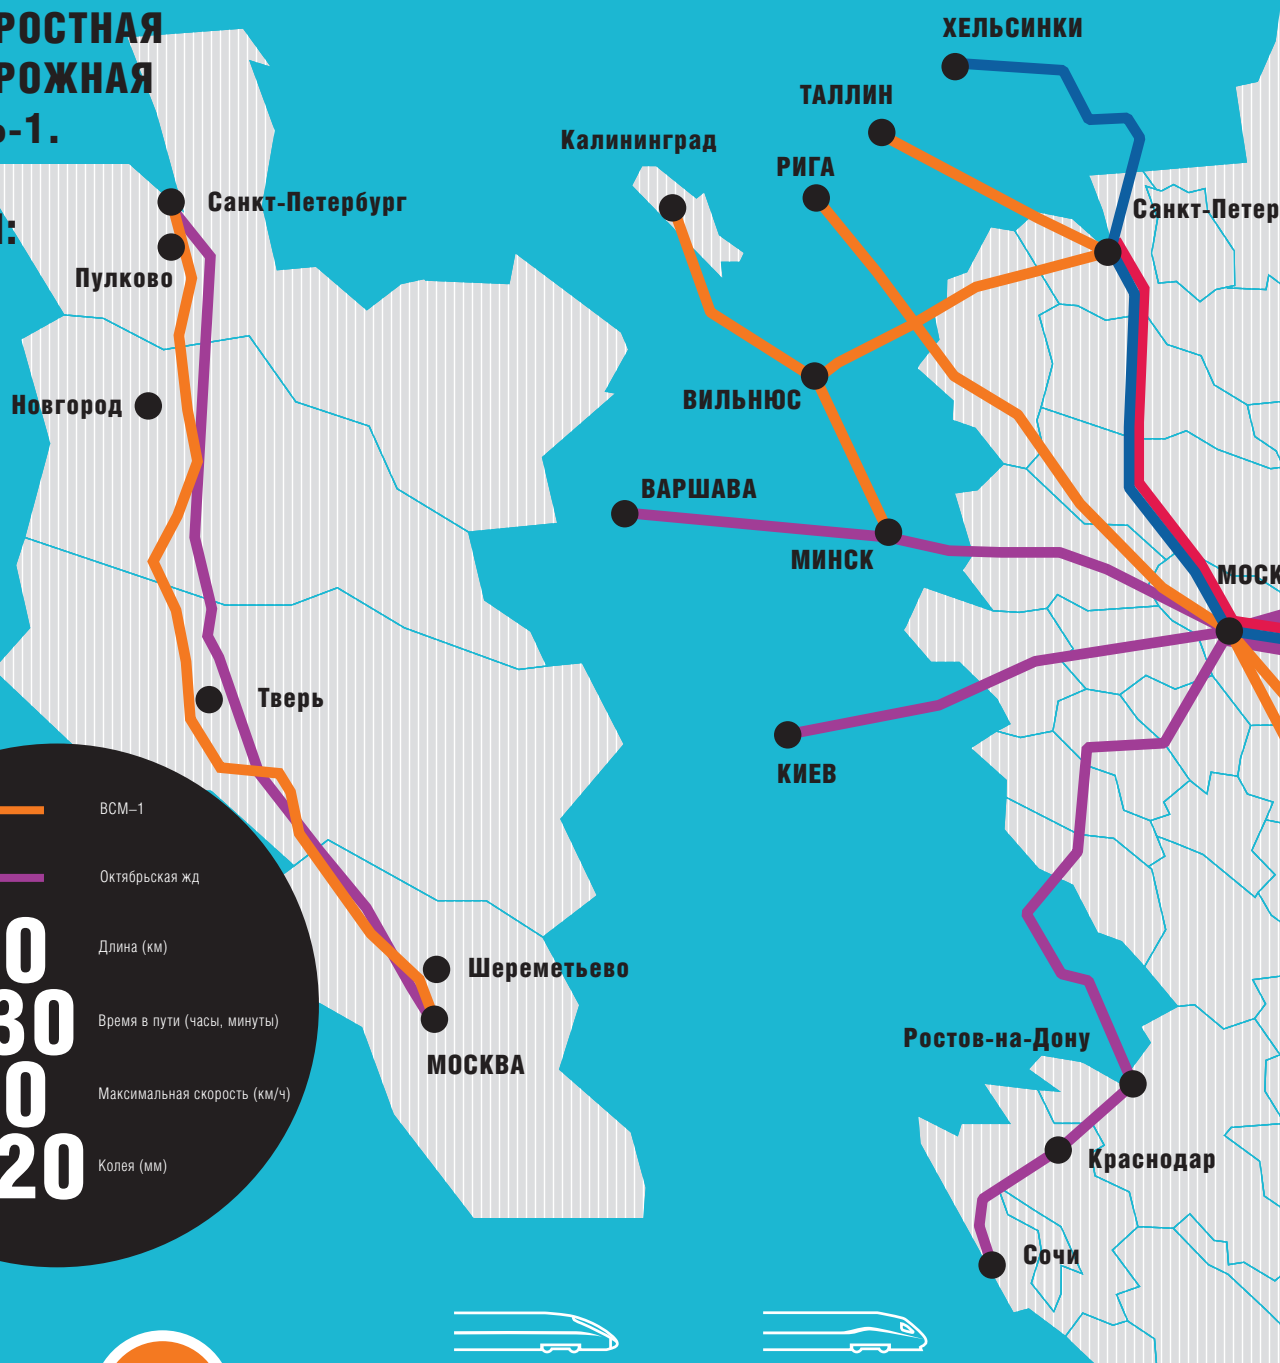 РОСТНАЯ
РОЖНАЯ
-1.
:
Санкт-Петербург
Пулково
Новгород
Тверь
Шереметьево
МОСКВА
ВСМ–1
Октябрьская жд
0
Длина (км)
30
Время в пути (часы, минуты)
0
Максимальная скорость (км/ч)
20
Колея (мм)
ХЕЛЬСИНКИ
ТАЛЛИН
Калининград
РИГА
Санкт-Петер
ВИЛЬНЮС
ВАРШАВА
МИНСК
МОСК
КИЕВ
Ростов-на-Дону
Краснодар
Сочи